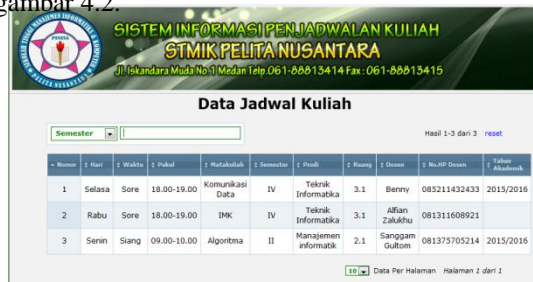 gambar 4.2.
SISTEM INFORMASI PENJADWALAN KULIAH
STMIK PELITA NUSANTARA
Jl. Iskandara Muda No.1 Medan Telp.061-88813414 Fax : 061-88813415
Data Jadwal Kuliah
Semester Hasil 1-3 dari 3 reset
Nomor Hari Waktu Pukul Matakuliah Semester Prodi Ruang Dosen No.HP Dosen Tahun Akademik
1 Selasa Sore 18.00-19.00 Komunikasi Data IV Teknik Informatika 3.1 Benny 085211432433 2015/2016
2 Rabu Sore 18.00-19.00 IMK IV Teknik Informatika 3.1 Alfian Zalukhu 081311608921
3 Senin Siang 09.00-10.00 Algoritma II Manajemen informatik 2.1 Sanggam Gultom 081375705214 2015/2016
10 Data Per Halaman Halaman 1 dari 1